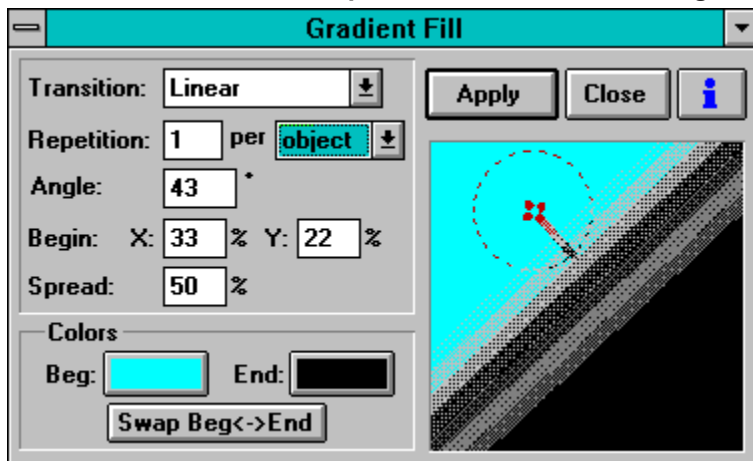 Gradient Fill
Transition: Linear
Apply Close i
Repetition: 1 per object
Angle: 43 °
Begin: X: 33 % Y: 22 %
Spread: 50 %
Colors
Beg: End:
Swap Beg<->End